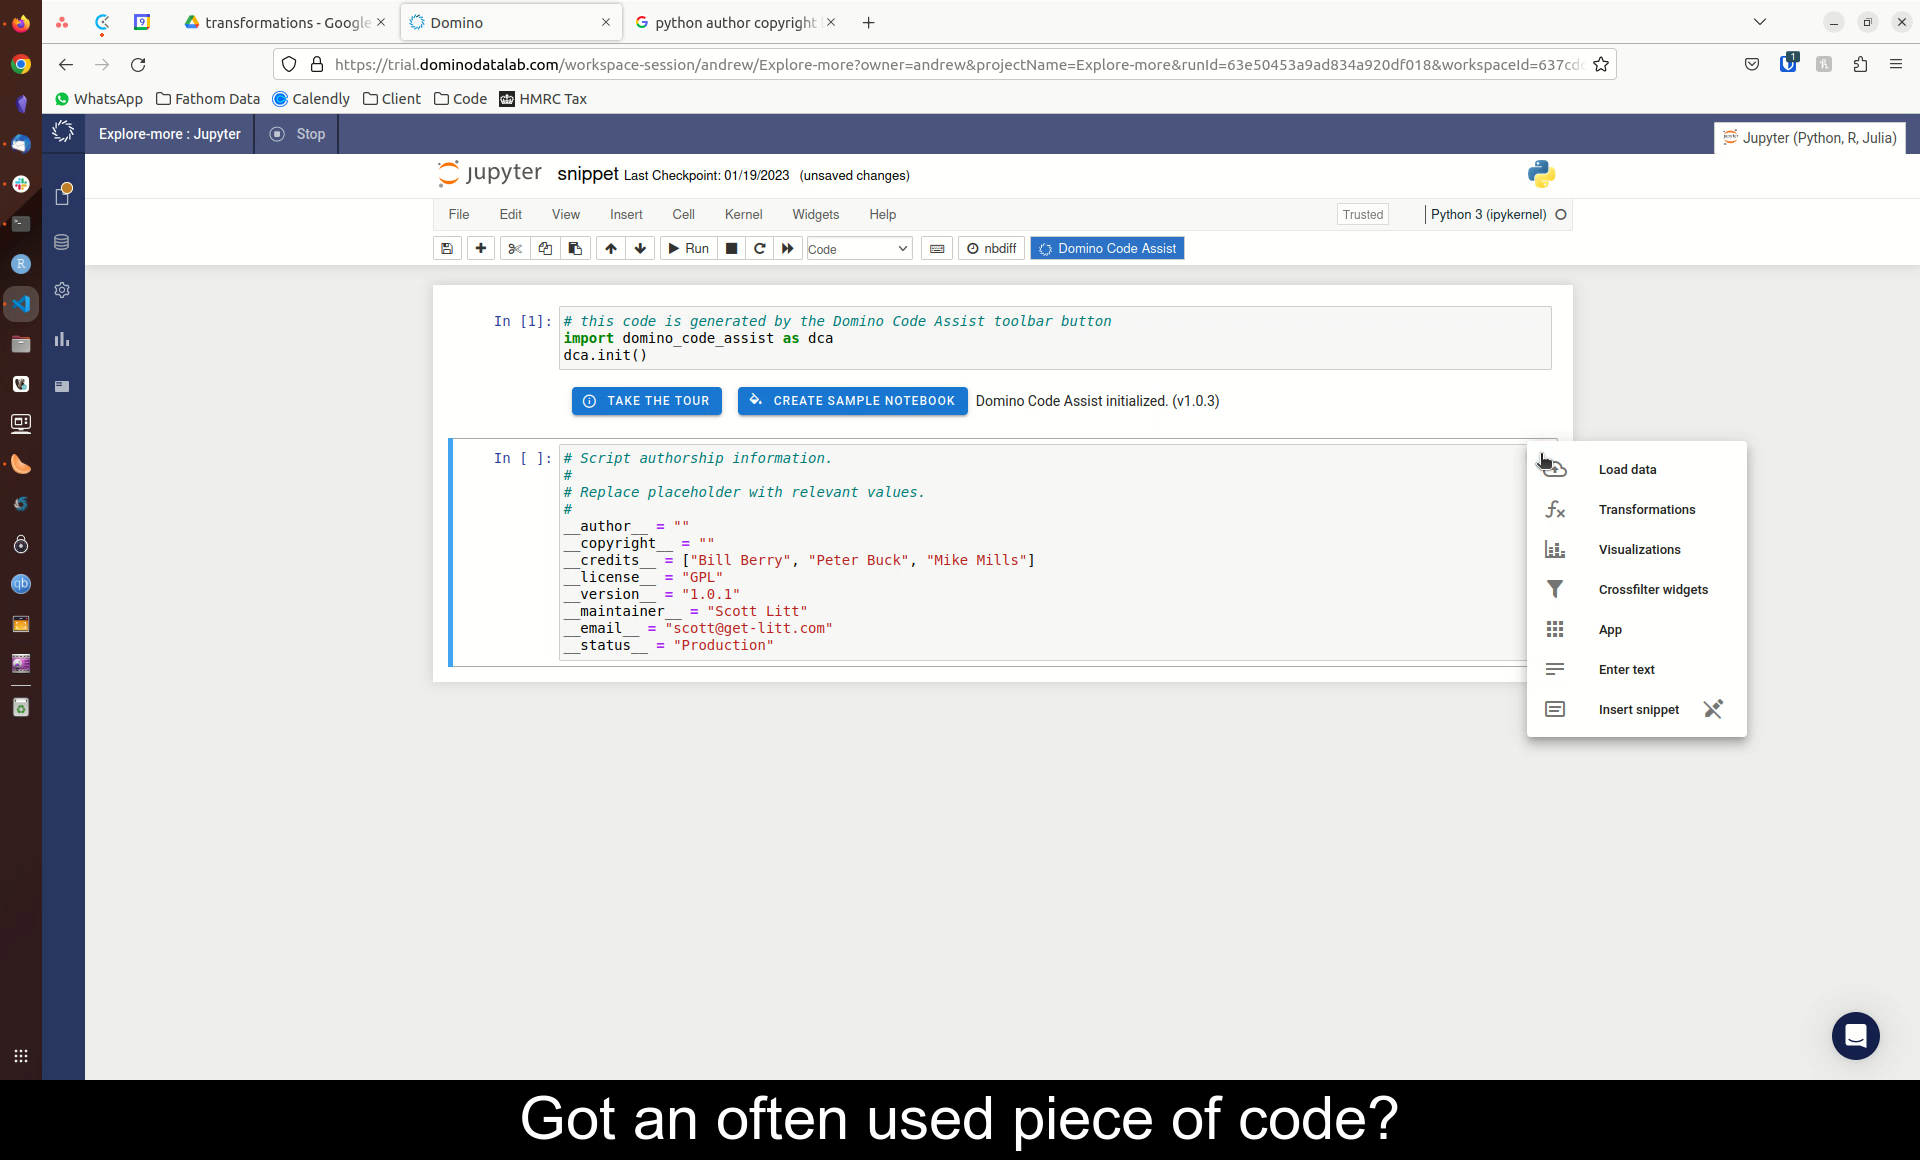 transformations - Google
Domino
python author copyright
https://trial.dominodatalab.com/workspace-session/andrew/Explore-more?owner=andrew&projectName=Explore-more&runId=63e50453a9ad834a920df018&workspaceId=637cd
1
WhatsApp
Fathom Data
Calendly
Client
Code
HMRC Tax
Explore-more : Jupyter
Stop
Jupyter (Python, R, Julia)
jupyter snippet Last Checkpoint: 01/19/2023 (unsaved changes)
File Edit View Insert Cell Kernel Widgets Help
Trusted
Python 3 (ipykernel)
Run
Code
nbdiff
Domino Code Assist
In [1]: # this code is generated by the Domino Code Assist toolbar button
import domino_code_assist as dca
dca.init()
TAKE THE TOUR
CREATE SAMPLE NOTEBOOK
Domino Code Assist initialized. (v1.0.3)
In [ ]: # Script authorship information.
#
# Replace placeholder with relevant values.
#
__author__ = ""
__copyright__ = ""
__credits__ = ["Bill Berry", "Peter Buck", "Mike Mills"]
__license__ = "GPL"
__version__ = "1.0.1"
__maintainer__ = "Scott Litt"
__email__ = "scott@get-litt.com"
__status__ = "Production"
Load data
Transformations
Visualizations
Crossfilter widgets
App
Enter text
Insert snippet
Got an often used piece of code?